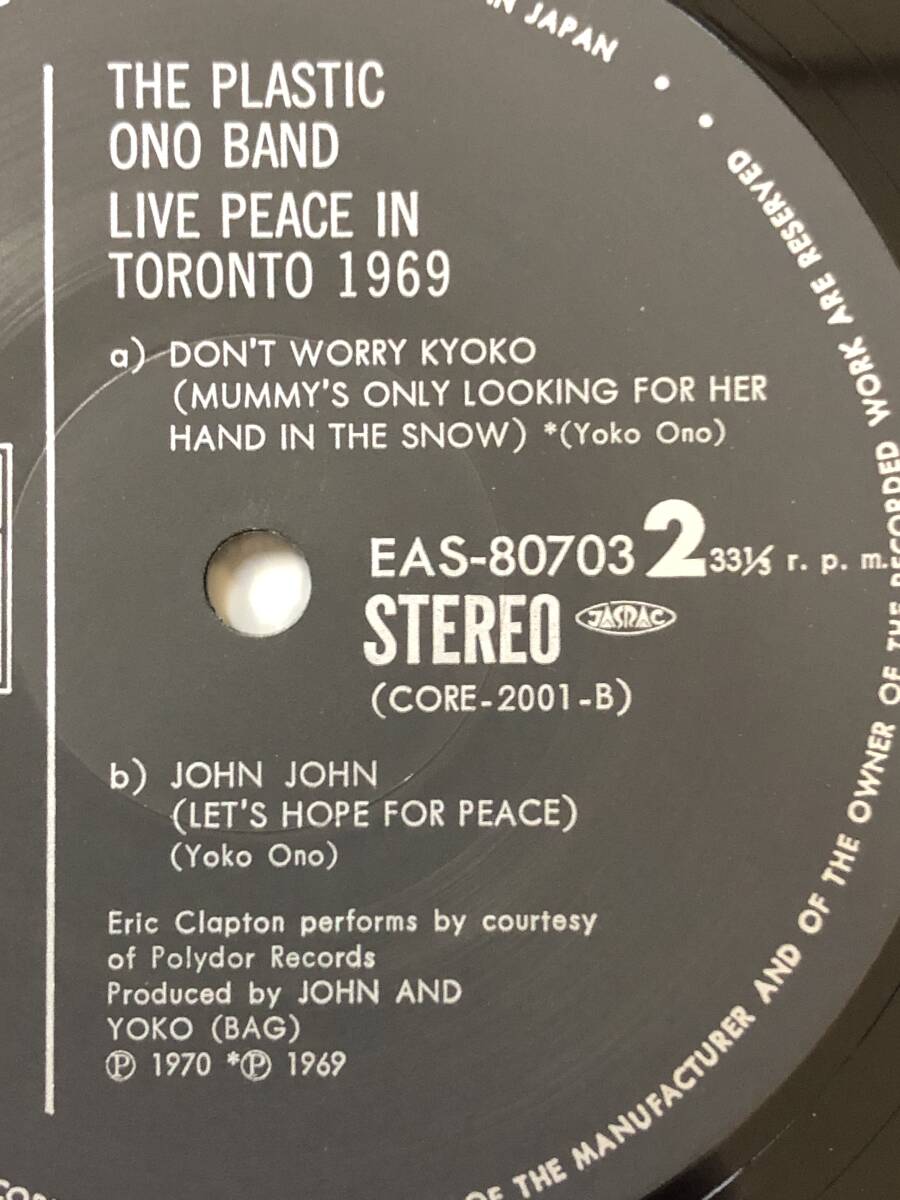 THE PLASTIC
ONO BAND
LIVE PEACE IN
TORONTO 1969
a) DON'T WORRY KYOKO
(MUMMY'S ONLY LOOKING FOR HER
HAND IN THE SNOW) *(Yoko Ono)
EAS-80703 2 33⅓ r. p. m.
STEREO JASRAC
(CORE-2001-B)
b) JOHN JOHN
(LET'S HOPE FOR PEACE)
(Yoko Ono)
Eric Clapton performs by courtesy
of Polydor Records
Produced by JOHN AND
YOKO (BAG)
Ⓟ 1970 *Ⓟ 1969
OF THE MANUFACTURER AND OF THE OWNER OF THE RECORDED WORK ARE RESERVED
IN JAPAN